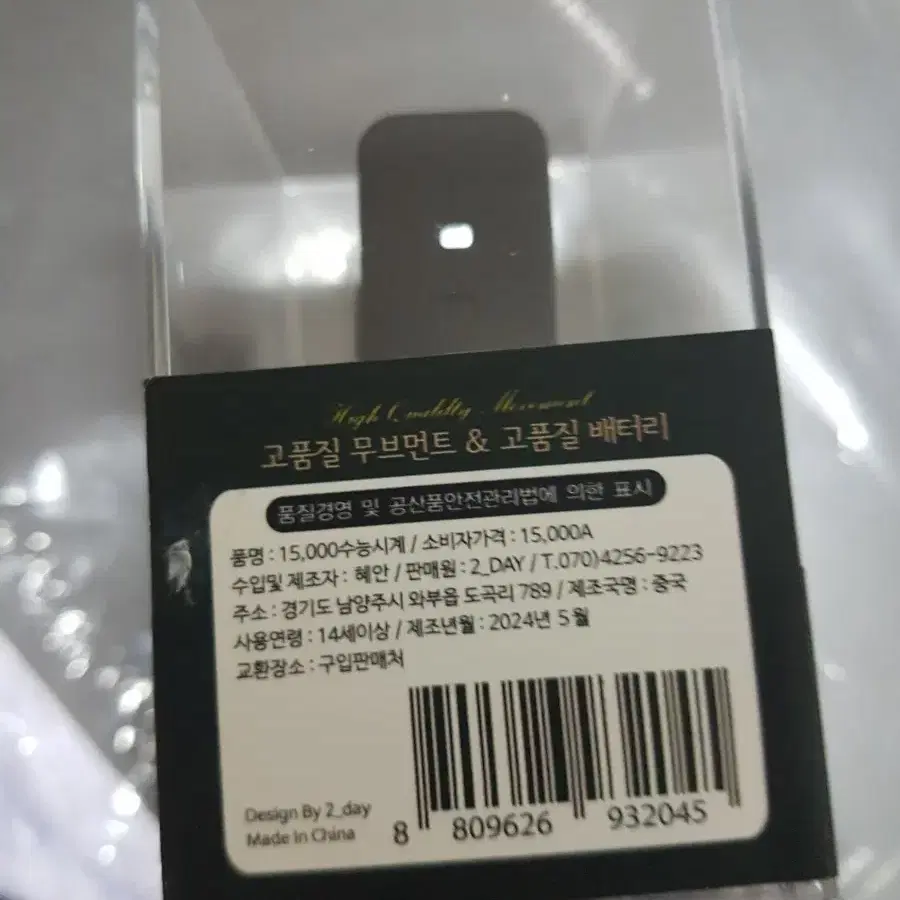 High Qualdty Movement
고품질 무브먼트 & 고품질 배터리
품질경영 및 공산품안전관리법에 의한 표시
품명 : 15,000수능시계 / 소비자가격 : 15,000A
수입및 제조자 : 혜안 / 판매원 : 2_DAY / T.070)4256-9223
주소 : 경기도 남양주시 와부읍 도곡리 789 / 제조국명 : 중국
사용연령 : 14세이상 / 제조년월 : 2024년 5월
교환장소 : 구입판매처
Design By 2_day
Made In China
8 809626 932045